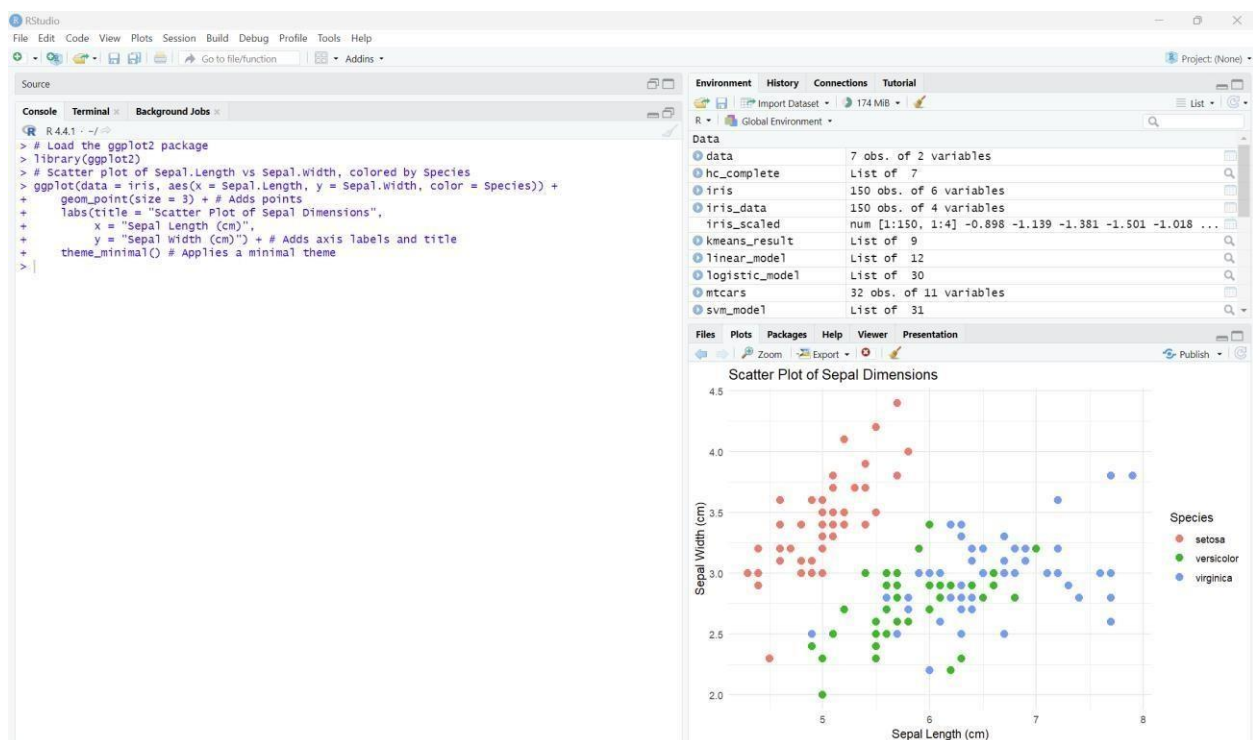 RStudio
File Edit Code View Plots Session Build Debug Profile Tools Help
Go to file/function Addins Project: (None)
Source
Console Terminal Background Jobs
R 4.4.1 · ~/
> # Load the ggplot2 package
> library(ggplot2)
> # Scatter plot of Sepal.Length vs Sepal.Width, colored by Species
> ggplot(data = iris, aes(x = Sepal.Length, y = Sepal.Width, color = Species)) +
+     geom_point(size = 3) + # Adds points
+     labs(title = "Scatter Plot of Sepal Dimensions",
+          x = "Sepal Length (cm)",
+          y = "Sepal Width (cm)") + # Adds axis labels and title
+     theme_minimal() # Applies a minimal theme
>
Environment History Connections Tutorial
Import Dataset 174 MiB List
R Global Environment
Data
data 7 obs. of 2 variables
hc_complete List of 7
iris 150 obs. of 6 variables
iris_data 150 obs. of 4 variables
iris_scaled num [1:150, 1:4] -0.898 -1.139 -1.381 -1.501 -1.018 ...
kmeans_result List of 9
linear_model List of 12
logistic_model List of 30
mtcars 32 obs. of 11 variables
svm_model List of 31
Files Plots Packages Help Viewer Presentation
Zoom Export Publish
Scatter Plot of Sepal Dimensions
4.5
4.0
3.5
3.0
2.5
2.0
Sepal Width (cm)
5 6 7 8
Sepal Length (cm)
Species
setosa
versicolor
virginica